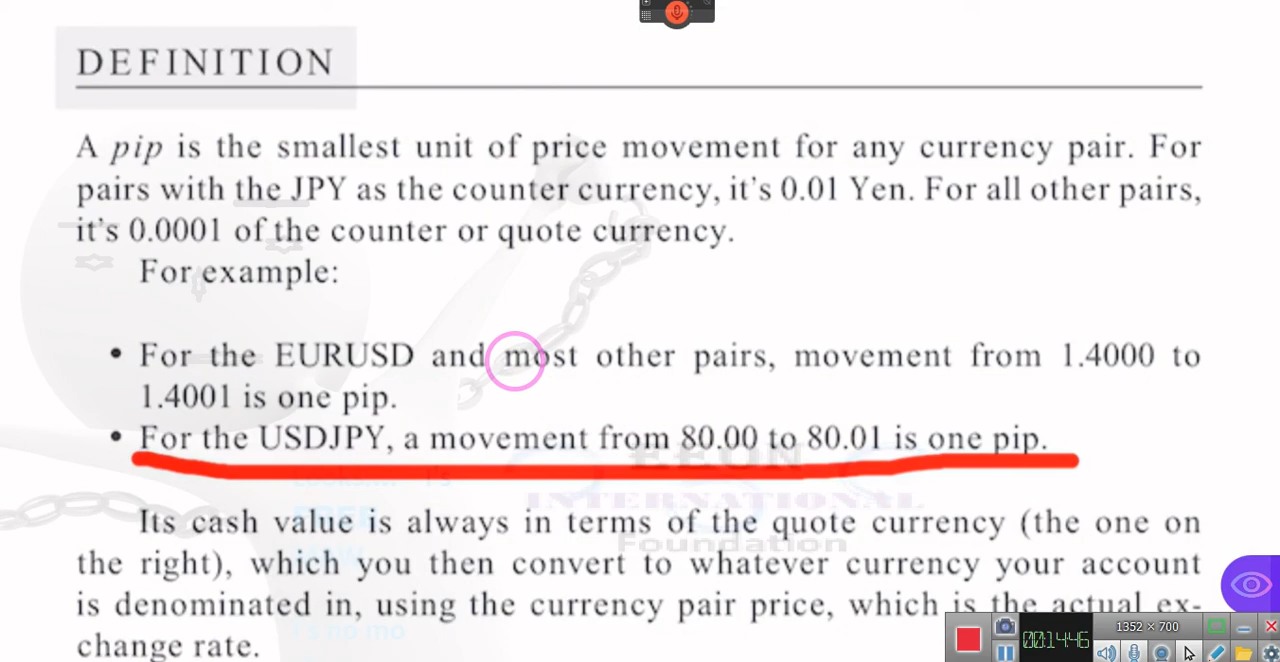 DEFINITION
A pip is the smallest unit of price movement for any currency pair. For
pairs with the JPY as the counter currency, it's 0.01 Yen. For all other pairs,
it's 0.0001 of the counter or quote currency.
For example:
• For the EURUSD and most other pairs, movement from 1.4000 to
1.4001 is one pip.
• For the USDJPY, a movement from 80.00 to 80.01 is one pip.
EEON
INTERNATIONAL
Foundation
Its cash value is always in terms of the quote currency (the one on
the right), which you then convert to whatever currency your account
is denominated in, using the currency pair price, which is the actual ex-
change rate.
FREE
1352 × 700
00:14:46